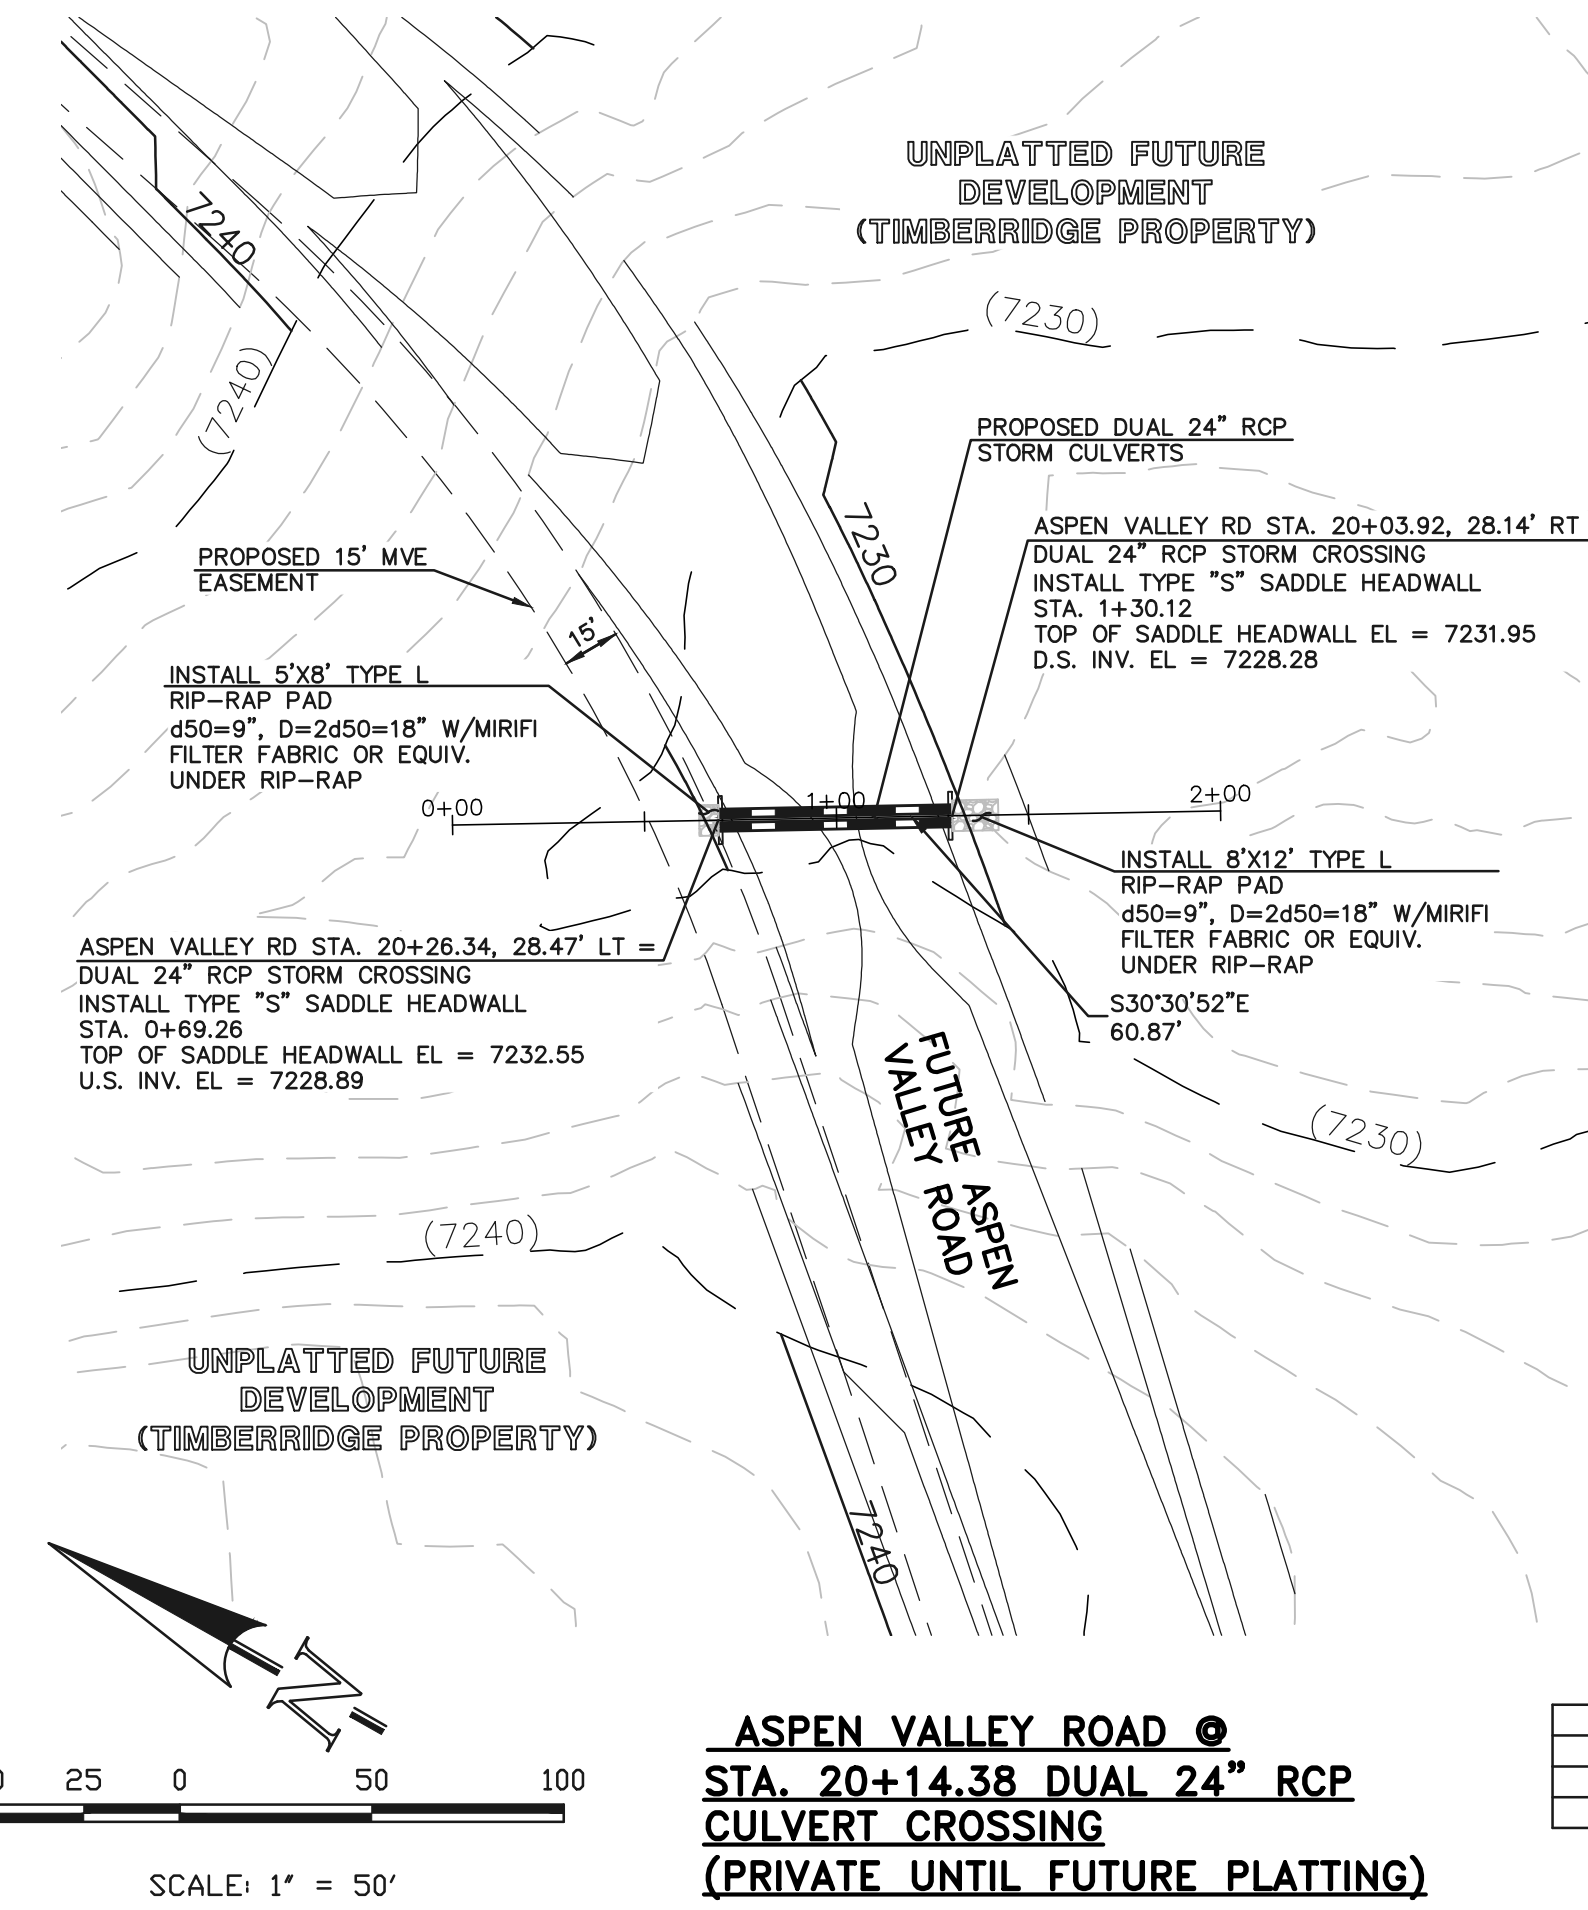 UNPLATTED FUTURE
DEVELOPMENT
(TIMBERRIDGE PROPERTY)
7240
(7240)
(7230)
7230
PROPOSED DUAL 24” RCP
STORM CULVERTS
ASPEN VALLEY RD STA. 20+03.92, 28.14’ RT
DUAL 24” RCP STORM CROSSING
INSTALL TYPE ”S” SADDLE HEADWALL
STA. 1+30.12
TOP OF SADDLE HEADWALL EL = 7231.95
D.S. INV. EL = 7228.28
PROPOSED 15’ MVE
EASEMENT
15’
INSTALL 5’X8’ TYPE L
RIP-RAP PAD
d50=9”, D=2d50=18” W/MIRIFI
FILTER FABRIC OR EQUIV.
UNDER RIP-RAP
0+00
1+00
2+00
INSTALL 8’X12’ TYPE L
RIP-RAP PAD
d50=9”, D=2d50=18” W/MIRIFI
FILTER FABRIC OR EQUIV.
UNDER RIP-RAP
ASPEN VALLEY RD STA. 20+26.34, 28.47’ LT =
DUAL 24” RCP STORM CROSSING
INSTALL TYPE ”S” SADDLE HEADWALL
STA. 0+69.26
TOP OF SADDLE HEADWALL EL = 7232.55
U.S. INV. EL = 7228.89
S30°30’52”E
60.87’
FUTURE ASPEN
VALLEY ROAD
(7230)
(7240)
UNPLATTED FUTURE
DEVELOPMENT
(TIMBERRIDGE PROPERTY)
7240
N
25 0 50 100
SCALE: 1” = 50’
ASPEN VALLEY ROAD @
STA. 20+14.38 DUAL 24” RCP
CULVERT CROSSING
(PRIVATE UNTIL FUTURE PLATTING)